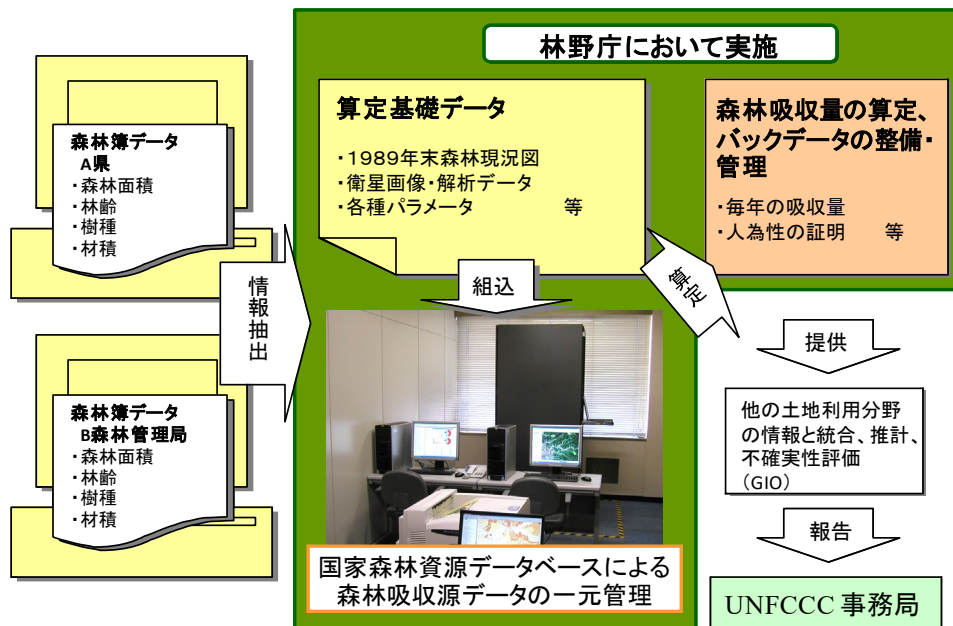 林野庁において実施
森林簿データ
A県
・森林面積
・林齢
・樹種
・材積
森林簿データ
B森林管理局
・森林面積
・林齢
・樹種
・材積
情報抽出
算定基礎データ
・1989年末森林現況図
・衛星画像・解析データ
・各種パラメータ 等
組込
国家森林資源データベースによる
森林吸収源データの一元管理
算定
森林吸収量の算定、
バックデータの整備・
管理
・毎年の吸収量
・人為性の証明 等
提供
他の土地利用分野
の情報と統合、推計、
不確実性評価
（GIO）
報告
UNFCCC 事務局